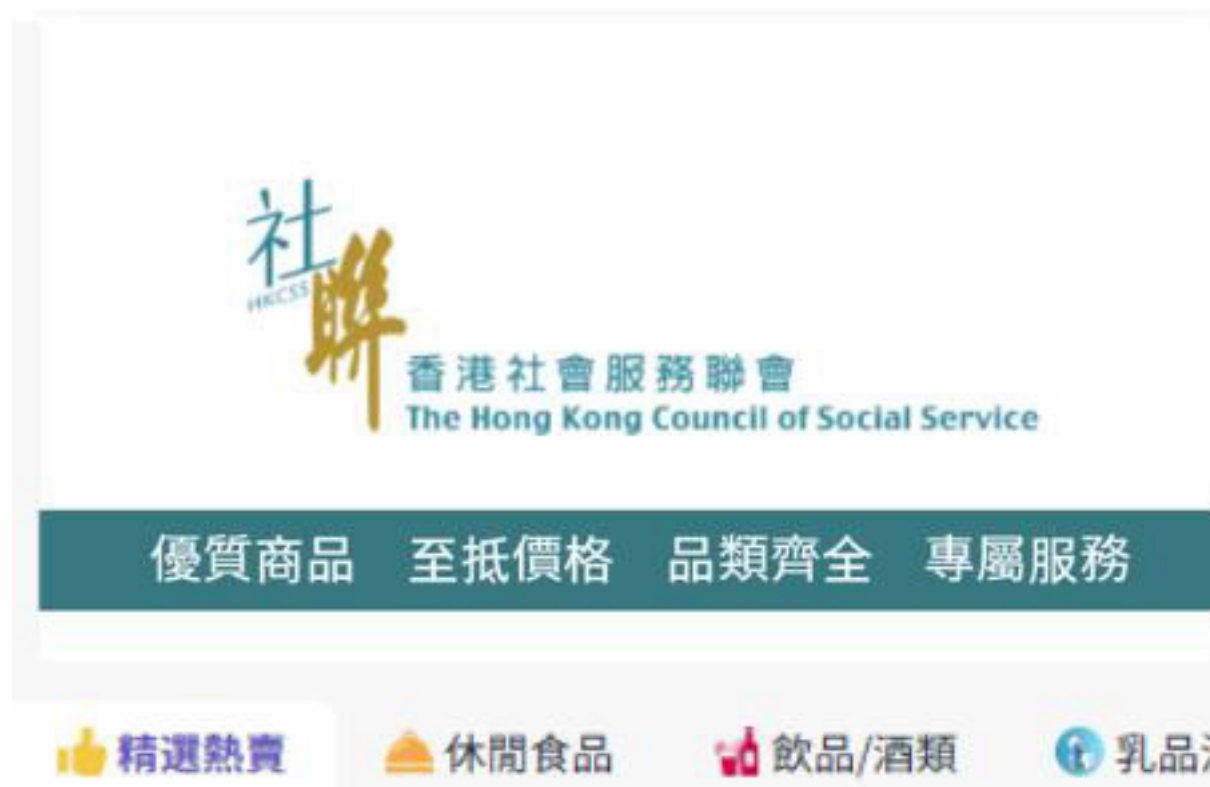 社聯
HKCSS
香港社會服務聯會
The Hong Kong Council of Social Service
優質商品 至抵價格 品類齊全 專屬服務
精選熱賣 休閒食品 飲品/酒類 乳品